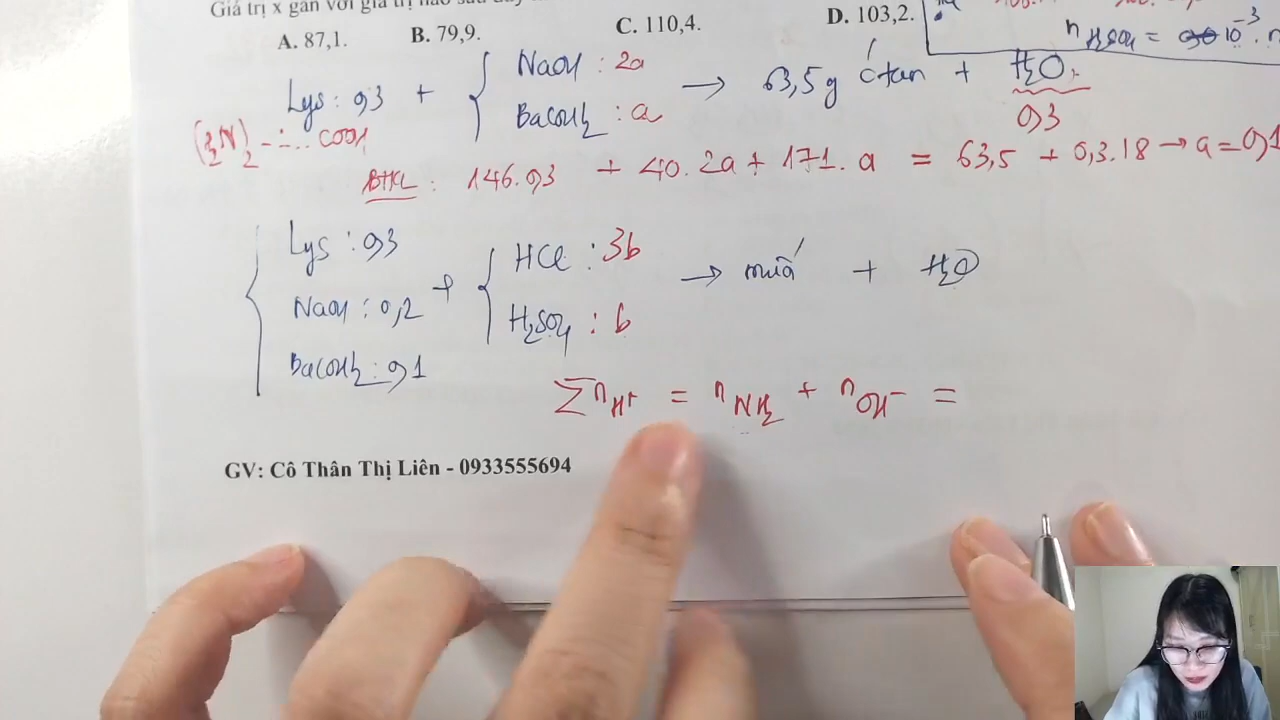 Giá trị x gần với giá trị nào sau đây
A. 87,1. B. 79,9. C. 110,4. D. 103,2.
n H2SO4 = 10^-3.
Lys : 0,3 + { NaOH : 2a → 63,5g c tan + H2O
Ba(OH)2 : a 0,3
(H2N)2 - ... COOH
BTKL : 146.0,3 + 40.2a + 171.a = 63,5 + 0,3.18 → a = 0,1
Lys : 0,3 + { HCl : 3b → muối + H2O
NaOH : 0,2 H2SO4 : b
Ba(OH)2 : 0,1
Σ n H+ = n NH2 + n OH- =
GV: Cô Thân Thị Liên - 0933555694